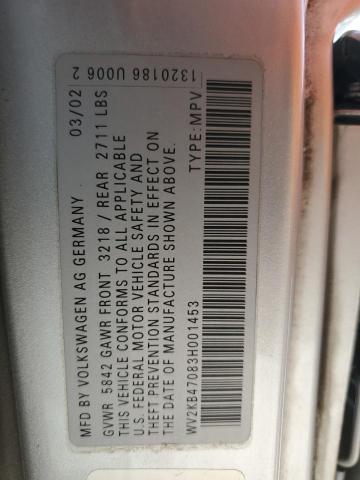 MFD BY VOLKSWAGEN AG GERMANY 03/02
GVWR 5842 GAWR FRONT 3218 / REAR 2711 LBS
THIS VEHICLE CONFORMS TO ALL APPLICABLE
U.S. FEDERAL MOTOR VEHICLE SAFETY AND
THEFT PREVENTION STANDARDS IN EFFECT ON
THE DATE OF MANUFACTURE SHOWN ABOVE.
WV2KB47083H001453 TYPE:MPV
1320186 U006 2